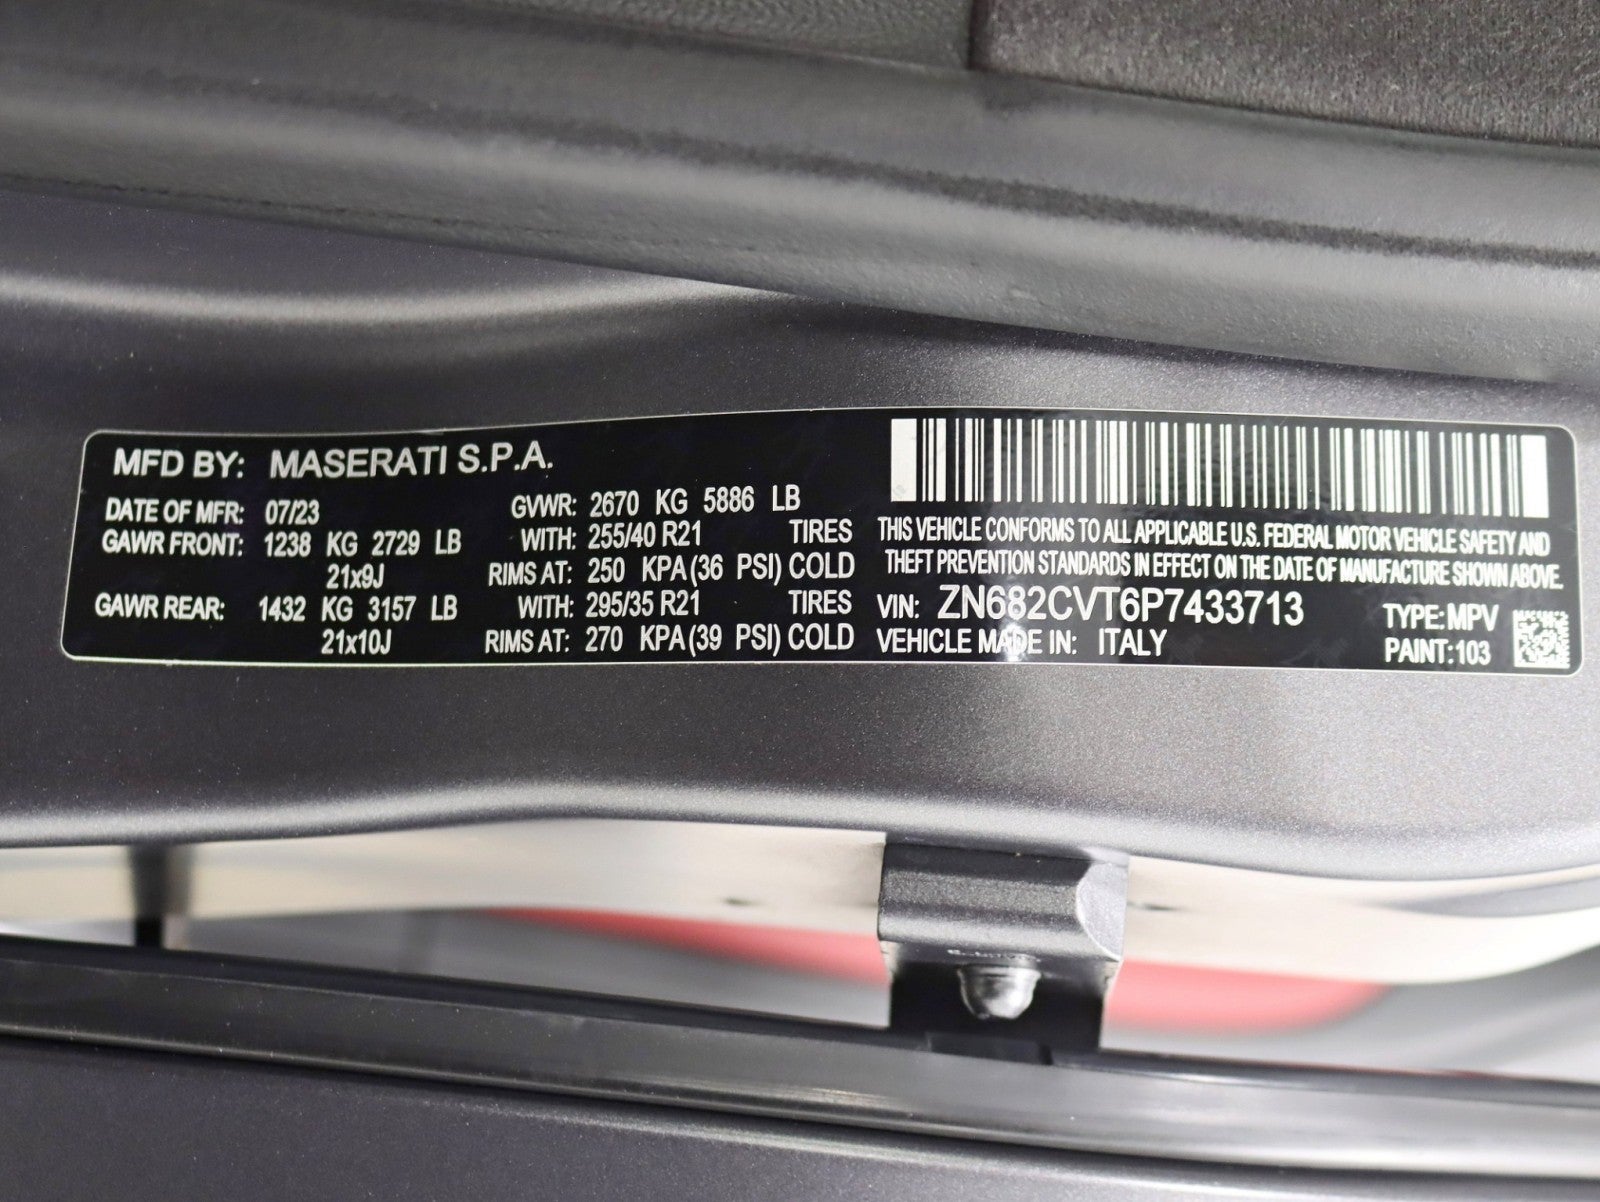 MFD BY: MASERATI S.P.A.
DATE OF MFR: 07/23 GVWR: 2670 KG 5886 LB
GAWR FRONT: 1238 KG 2729 LB WITH: 255/40 R21 TIRES
21x9J RIMS AT: 250 KPA (36 PSI) COLD
GAWR REAR: 1432 KG 3157 LB WITH: 295/35 R21 TIRES
21x10J RIMS AT: 270 KPA (39 PSI) COLD
THIS VEHICLE CONFORMS TO ALL APPLICABLE U.S. FEDERAL MOTOR VEHICLE SAFETY AND
THEFT PREVENTION STANDARDS IN EFFECT ON THE DATE OF MANUFACTURE SHOWN ABOVE.
VIN: ZN682CVT6P7433713 TYPE: MPV
VEHICLE MADE IN: ITALY PAINT: 103